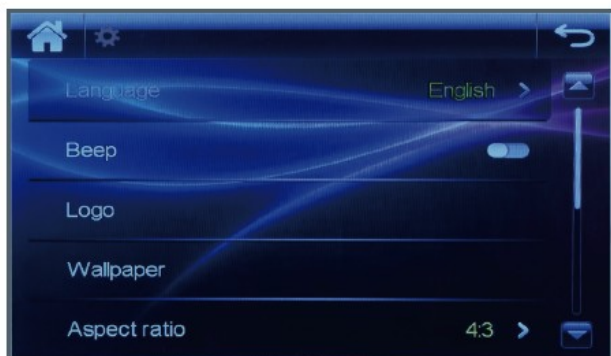 Language English >
Beep
Logo
Wallpaper
Aspect ratio 4:3 >